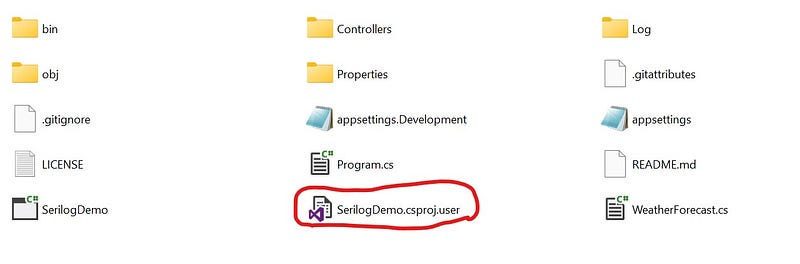 bin
Controllers
Log
obj
Properties
.gitattributes
.gitignore
appsettings.Development
appsettings
LICENSE
C#
Program.cs
README.md
C#
SerilogDemo
SerilogDemo.csproj.user
C#
WeatherForecast.cs